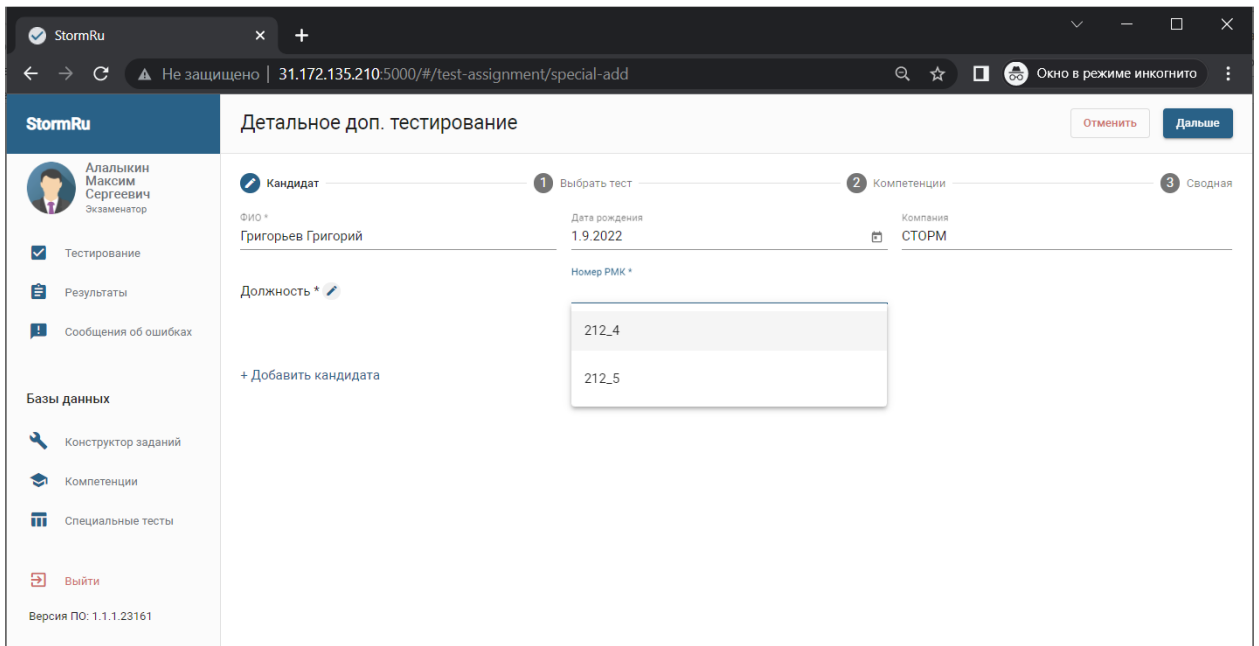 StormRu
Не защищено | 31.172.135.210:5000/#/test-assignment/special-add
Окно в режиме инкогнито
StormRu
Детальное доп. тестирование
Отменить
Дальше
Алалыкин
Максим
Сергеевич
Экзаменатор
Тестирование
Результаты
Сообщения об ошибках
Базы данных
Конструктор заданий
Компетенции
Специальные тесты
Выйти
Версия ПО: 1.1.1.23161
Кандидат
1 Выбрать тест
2 Компетенции
3 Сводная
ФИО *
Григорьев Григорий
Дата рождения
1.9.2022
Компания
СТОРМ
Должность *
Номер РМК *
212_4
212_5
+ Добавить кандидата